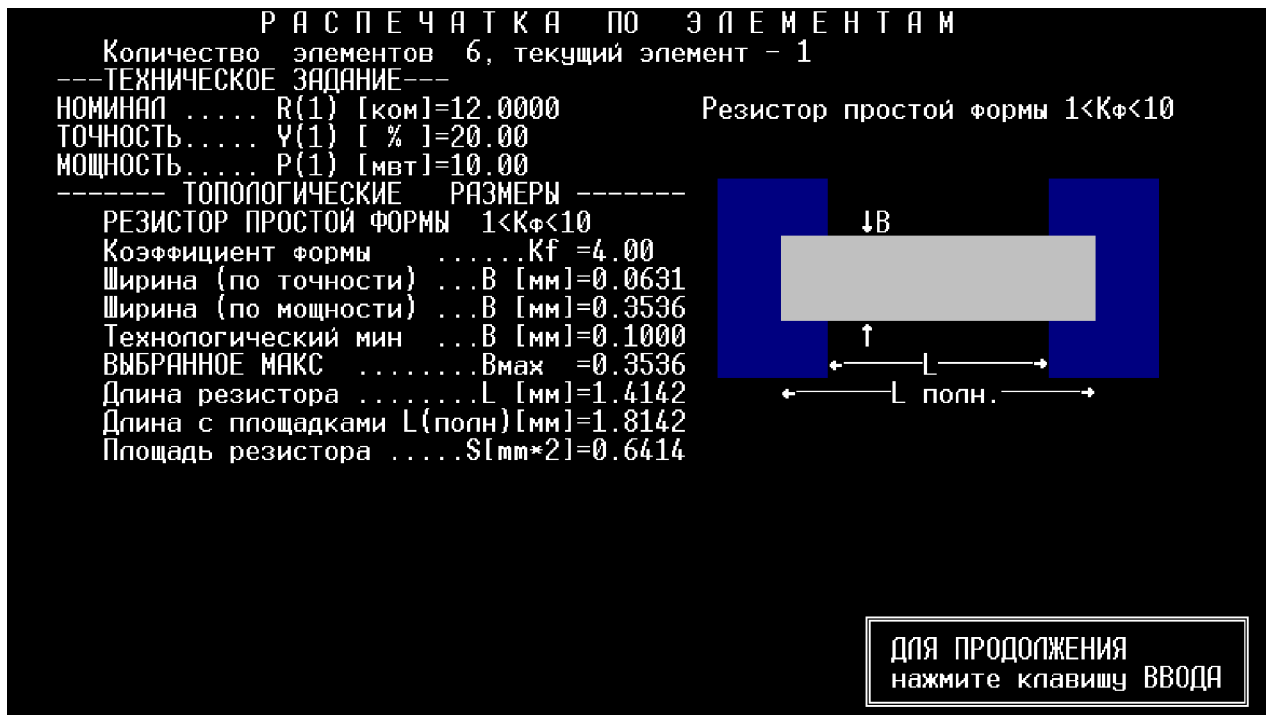 Р А С П Е Ч А Т К А   ПО   Э Л Е М Е Н Т А М
Количество  элементов  6, текущий элемент - 1
---ТЕХНИЧЕСКОЕ ЗАДАНИЕ---
НОМИНАЛ ..... R(1) [ком]=12.0000
Резистор простой формы 1<Кф<10
ТОЧНОСТЬ..... Y(1) [ % ]=20.00
МОЩНОСТЬ..... P(1) [мвт]=10.00
------- ТОПОЛОГИЧЕСКИЕ   РАЗМЕРЫ -------
РЕЗИСТОР ПРОСТОЙ ФОРМЫ  1<Кф<10
Коэффициент формы    ......Kf =4.00
Ширина (по точности) ...B [мм]=0.0631
Ширина (по мощности) ...B [мм]=0.3536
Технологический мин  ...B [мм]=0.1000
ВЫБРАННОЕ МАКС  ........Bмах  =0.3536
Длина резистора ........L [мм]=1.4142
Длина с площадками L(полн)[мм]=1.8142
Площадь резистора .....S[mm*2]=0.6414
↓B
↑
←——L——→
←——L полн.——→
ДЛЯ ПРОДОЛЖЕНИЯ
нажмите клавишу ВВОДА